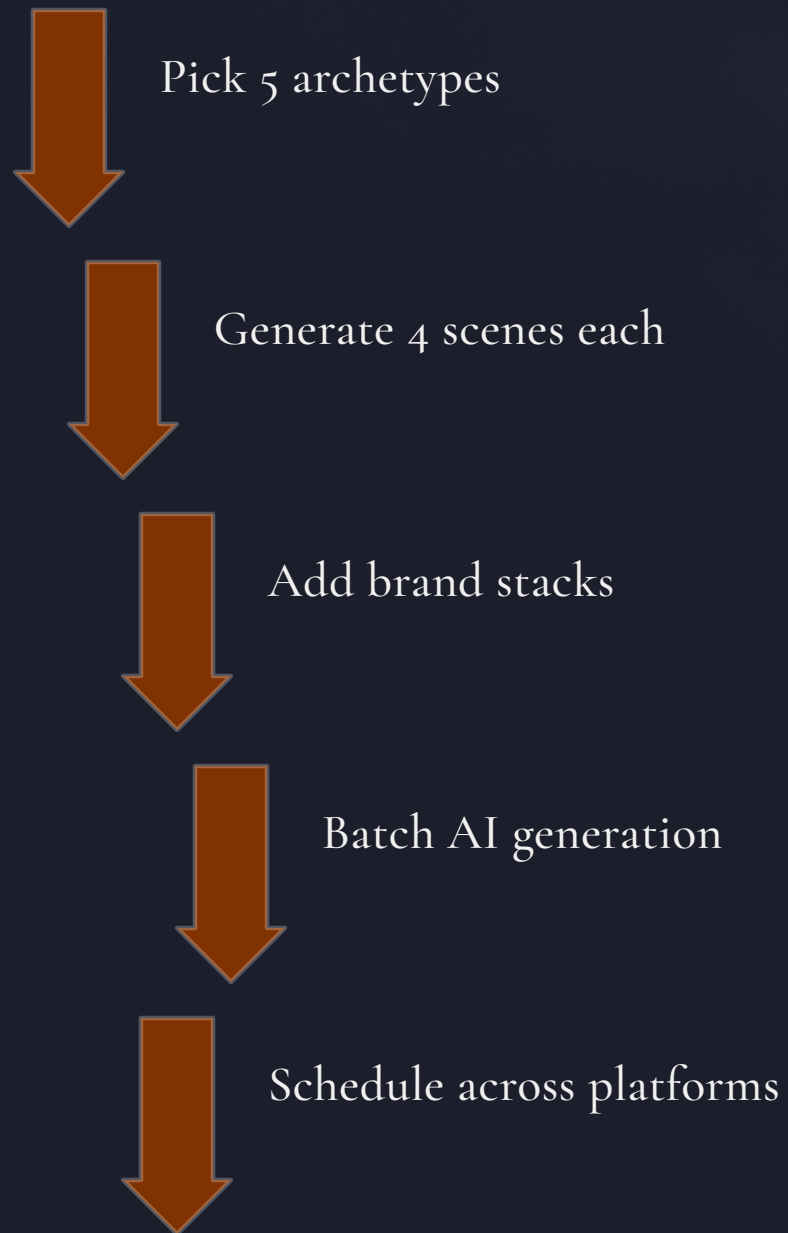 Pick 5 archetypes
Generate 4 scenes each
Add brand stacks
Batch AI generation
Schedule across platforms